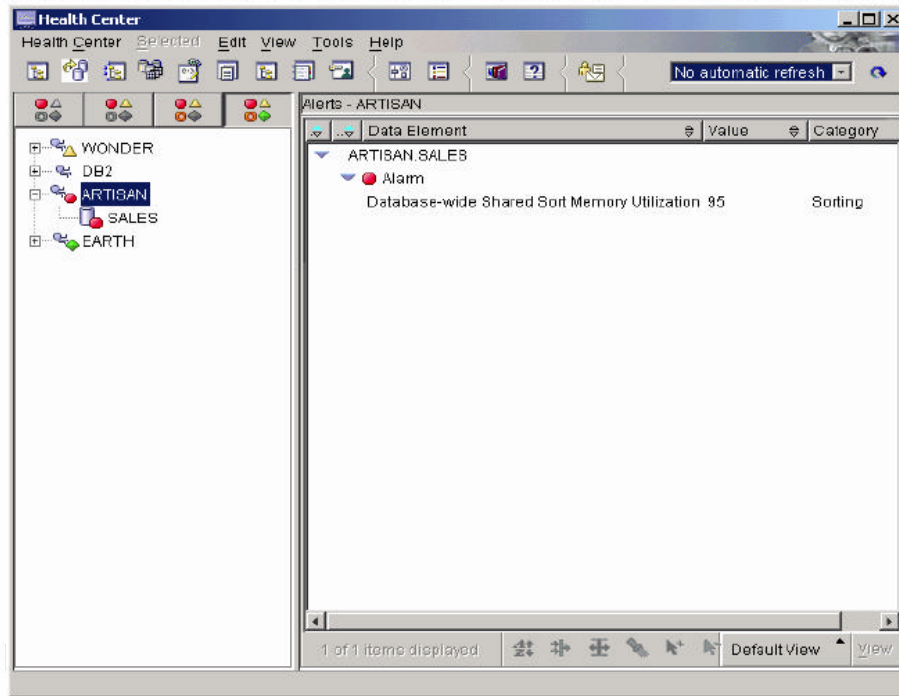 Health Center
Health Center Selected Edit View Tools Help
No automatic refresh
Alerts - ARTISAN
.. Data Element Value Category
WONDER
DB2
ARTISAN
SALES
EARTH
ARTISAN.SALES
Alarm
Database-wide Shared Sort Memory Utilization 95 Sorting
1 of 1 items displayed Default View View